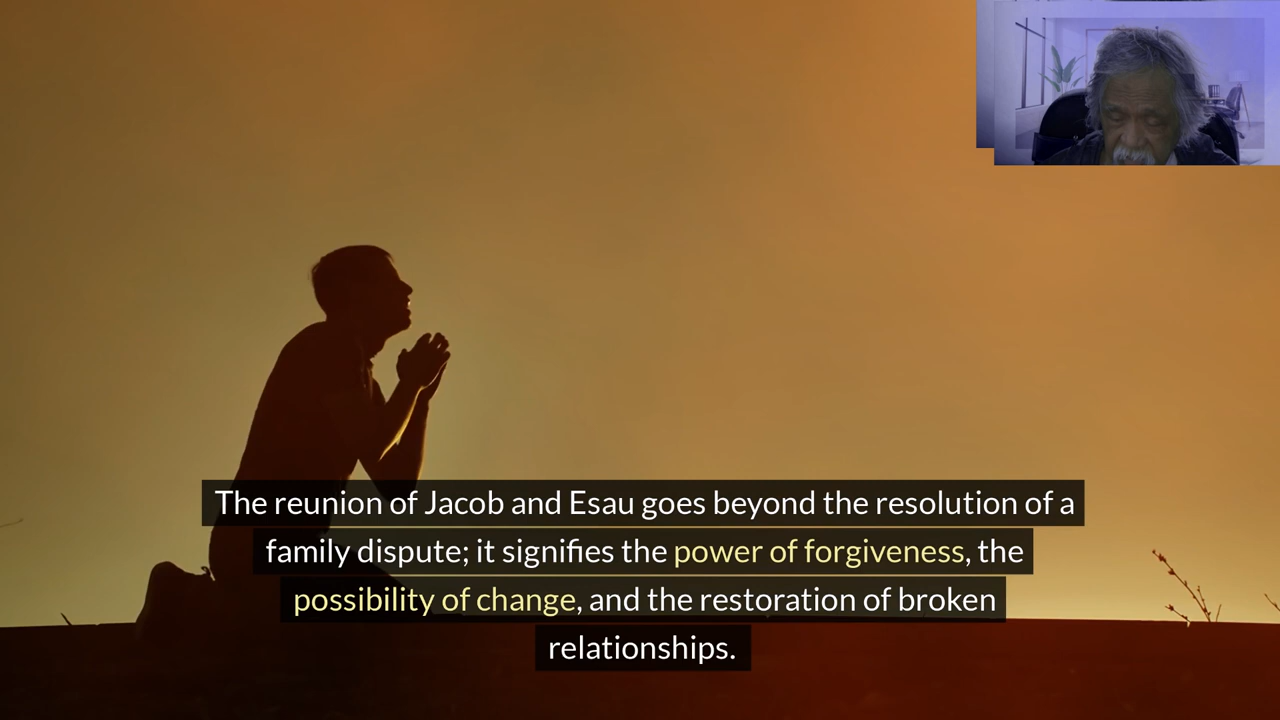 The reunion of Jacob and Esau goes beyond the resolution of a
family dispute; it signifies the power of forgiveness, the
possibility of change, and the restoration of broken
relationships.